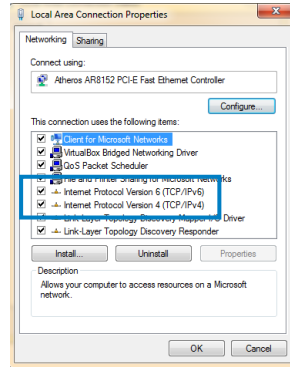 Local Area Connection Properties
Networking
Sharing
Connect using:
Atheros AR8152 PCI-E Fast Ethernet Controller
Configure...
This connection uses the following items:
Client for Microsoft Networks
VirtualBox Bridged Networking Driver
QoS Packet Scheduler
File and Printer Sharing for Microsoft Networks
Internet Protocol Version 6 (TCP/IPv6)
Internet Protocol Version 4 (TCP/IPv4)
Link-Layer Topology Discovery Mapper I/O Driver
Link-Layer Topology Discovery Responder
Install...
Uninstall
Properties
Description
Allows your computer to access resources on a Microsoft
network.
OK
Cancel